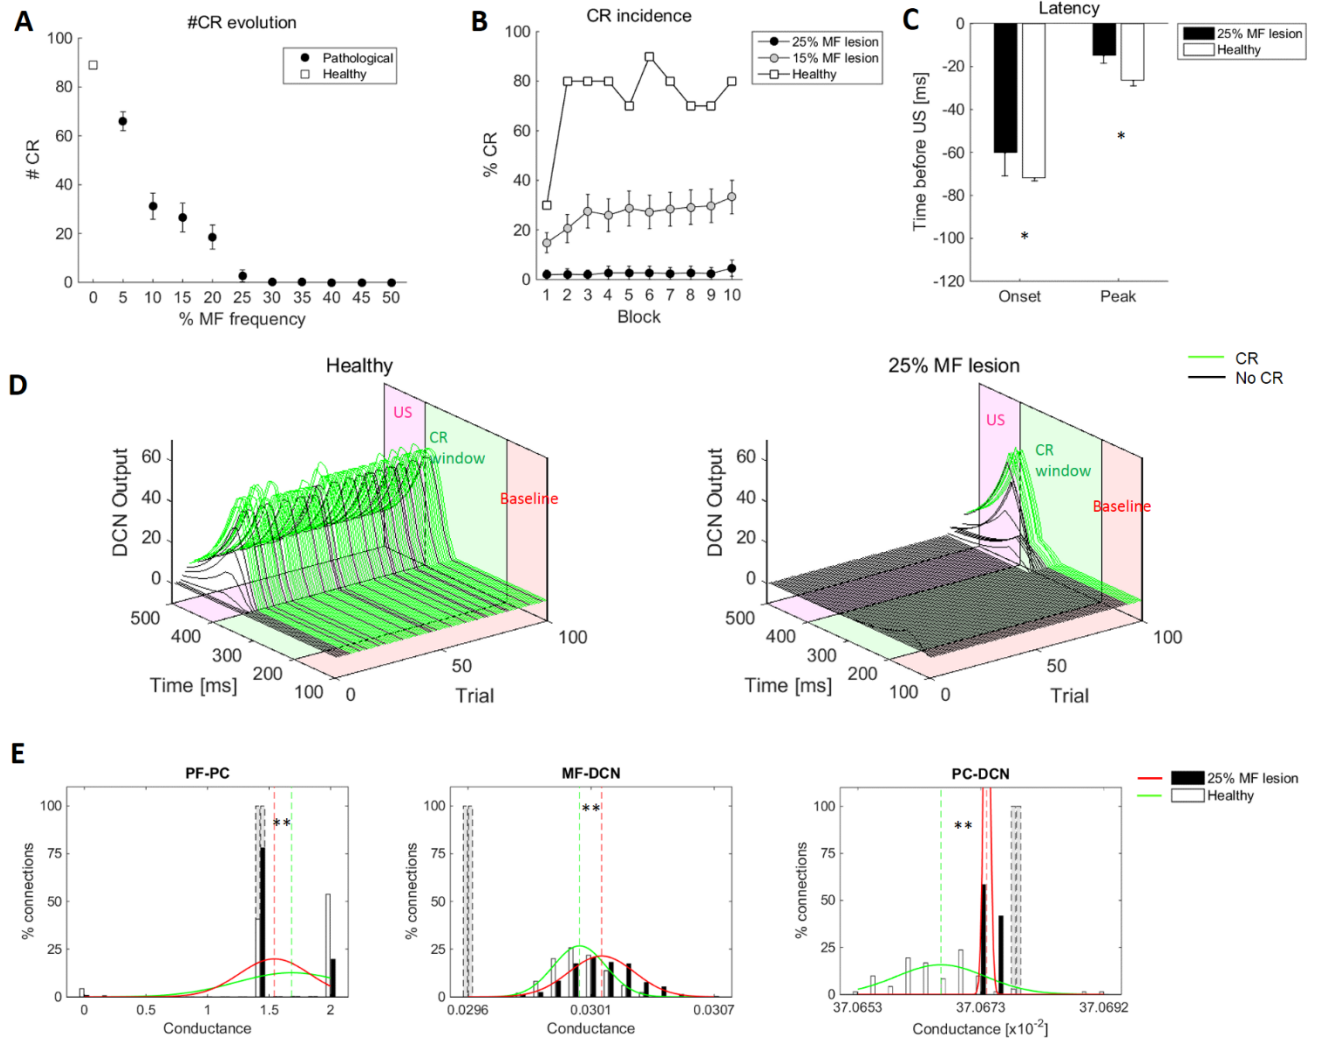 A
#CR evolution
# CR
100
80
60
40
20
0
Pathological
Healthy
0 5 10 15 20 25 30 35 40 45 50
% MF frequency
B
CR incidence
% CR
100
80
60
40
20
0
25% MF lesion
15% MF lesion
Healthy
1 2 3 4 5 6 7 8 9 10
Block
C
Latency
Time before US [ms]
0
-20
-40
-60
-80
-100
-120
25% MF lesion
Healthy
*
*
Onset Peak
D
Healthy
US
CR
window
Baseline
DCN Output
60
40
20
0
500
400
300
200
100
Time [ms]
0
50
100
Trial
25% MF lesion
US
CR
window
Baseline
DCN Output
60
40
20
0
500
400
300
200
100
Time [ms]
0
50
100
Trial
CR
No CR
E
PF-PC
% connections
100
75
50
25
0
**
0 0.5 1 1.5 2
Conductance
MF-DCN
% connections
100
75
50
25
0
**
0.0296 0.0301 0.0307
Conductance
PC-DCN
% connections
100
75
50
25
0
**
37.0653 37.0673 37.0692
Conductance [x10-2]
25% MF lesion
Healthy